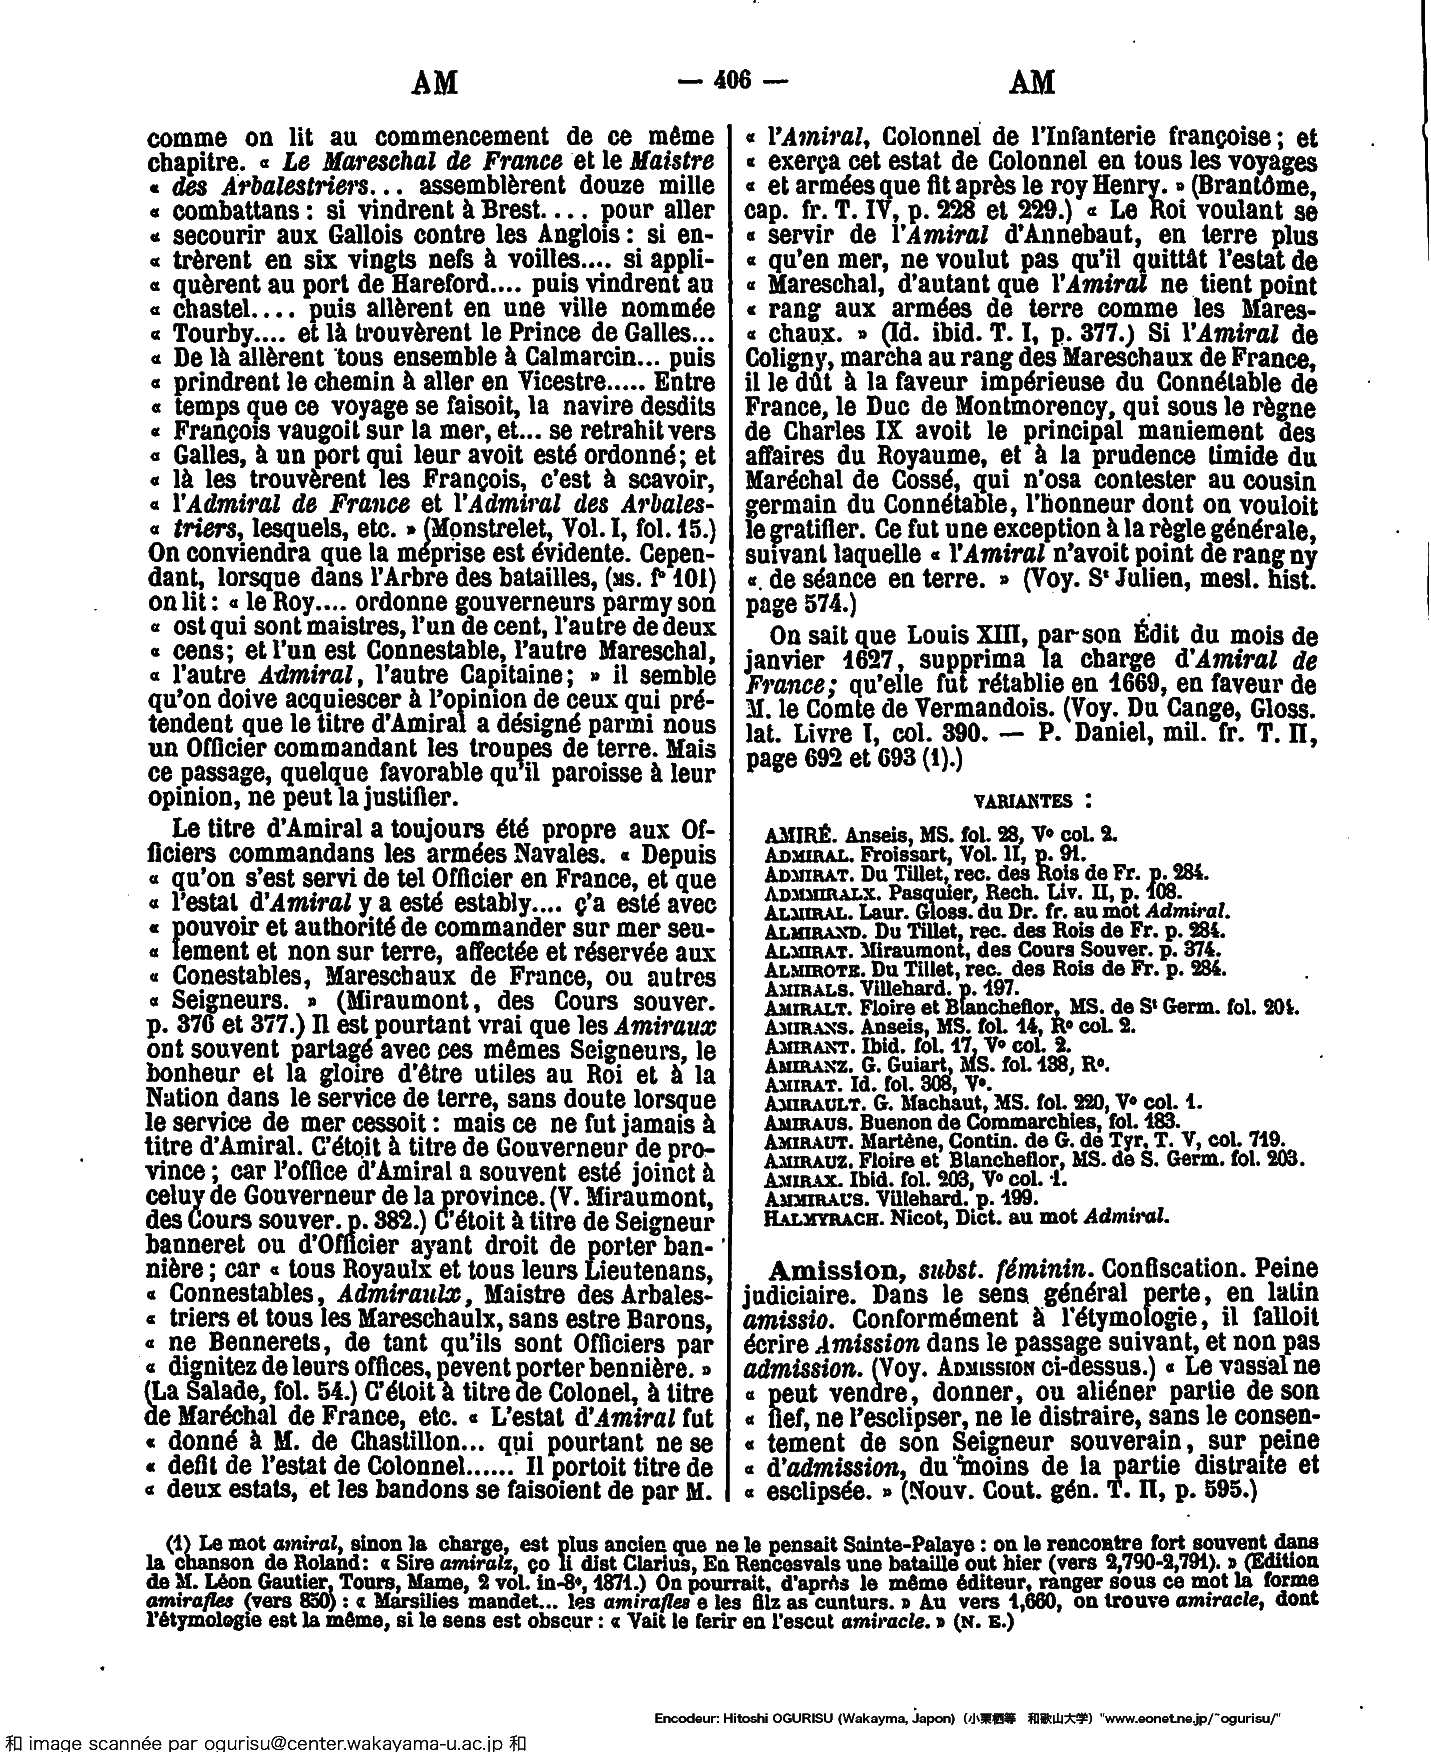 AM — 406 — AM
comme on lit au commencement de ce même
chapitre. « Le Mareschal de France et le Maistre
« des Arbalestriers... assemblèrent douze mille
« combattans : si vindrent à Brest.... pour aller
« secourir aux Gallois contre les Anglois : si en-
« trèrent en six vingts nefs à voilles.... si appli-
« quèrent au port de Hareford.... puis vindrent au
« chastel.... puis allèrent en une ville nommée
« Tourby.... et là trouvèrent le Prince de Galles...
« De là allèrent tous ensemble à Calmarcin... puis
« prindrent le chemin à aller en Vicestre..... Entre
« temps que ce voyage se faisoit, la navire desdits
« François vaugoit sur la mer, et... se retrahit vers
« Galles, à un port qui leur avoit esté ordonné ; et
« là les trouvèrent les François, c'est à scavoir,
« l'Admiral de France et l'Admiral des Arbales-
« triers, lesquels, etc. » (Monstrelet, Vol. I, fol. 15.)
On conviendra que la méprise est évidente. Cepen-
dant, lorsque dans l'Arbre des batailles, (MS. f° 101)
on lit : « le Roy.... ordonne gouverneurs parmy son
« ost qui sont maistres, l'un de cent, l'autre de deux
« cens ; et l'un est Connestable, l'autre Mareschal,
« l'autre Admiral, l'autre Capitaine ; » il semble
qu'on doive acquiescer à l'opinion de ceux qui pré-
tendent que le titre d'Amiral a désigné parmi nous
un Officier commandant les troupes de terre. Mais
ce passage, quelque favorable qu'il paroisse à leur
opinion, ne peut la justifier.
Le titre d'Amiral a toujours été propre aux Of-
ficiers commandans les armées Navales. « Depuis
« qu'on s'est servi de tel Officier en France, et que
« l'estat d'Amiral y a esté estably.... ç'a esté avec
« pouvoir et authorité de commander sur mer seu-
« lement et non sur terre, affectée et réservée aux
« Conestables, Mareschaux de France, ou autres
« Seigneurs. » (Miraumont, des Cours souver.
p. 376 et 377.) Il est pourtant vrai que les Amiraux
ont souvent partagé avec ces mêmes Seigneurs, le
bonheur et la gloire d'être utiles au Roi et à la
Nation dans le service de terre, sans doute lorsque
le service de mer cessoit : mais ce ne fut jamais à
titre d'Amiral. C'étoit à titre de Gouverneur de pro-
vince ; car l'office d'Amiral a souvent esté joinct à
celuy de Gouverneur de la province. (V. Miraumont,
des Cours souver. p. 382.) C'étoit à titre de Seigneur
banneret ou d'Officier ayant droit de porter ban-
nière ; car « tous Royaulx et tous leurs Lieutenans,
« Connestables, Admiraulx, Maistre des Arbales-
« triers et tous les Mareschaulx, sans estre Barons,
« ne Bennerets, de tant qu'ils sont Officiers par
« dignitez de leurs offices, pevent porter bennière. »
(La Salade, fol. 54.) C'étoit à titre de Colonel, à titre
de Maréchal de France, etc. « L'estat d'Amiral fut
« donné à M. de Chastillon... qui pourtant ne se
« defit de l'estat de Colonnel...... Il portoit titre de
« deux estats, et les bandons se faisoient de par M.
« l'Amiral, Colonnel de l'Infanterie françoise ; et
« exerça cet estat de Colonnel en tous les voyages
« et armées que fit après le roy Henry. » (Brantôme,
cap. fr. T. IV, p. 228 et 229.) « Le Roi voulant se
« servir de l'Amiral d'Annebaut, en terre plus
« qu'en mer, ne voulut pas qu'il quittât l'estat de
« Mareschal, d'autant que l'Amiral ne tient point
« rang aux armées de terre comme les Mares-
« chaux. » (Id. ibid. T. I, p. 377.) Si l'Amiral de
Coligny, marcha au rang des Mareschaux de France,
il le dût à la faveur impérieuse du Connétable de
France, le Duc de Montmorency, qui sous le règne
de Charles IX avoit le principal maniement des
affaires du Royaume, et à la prudence timide du
Maréchal de Cossé, qui n'osa contester au cousin
germain du Connétable, l'honneur dont on vouloit
le gratifier. Ce fut une exception à la règle générale,
suivant laquelle « l'Amiral n'avoit point de rang ny
« de séance en terre. » (Voy. St Julien, mesl. hist.
page 574.)
On sait que Louis XIII, par son Édit du mois de
janvier 1627, supprima la charge d'Amiral de
France; qu'elle fut rétablie en 1669, en faveur de
M. le Comte de Vermandois. (Voy. Du Cange, Gloss.
lat. Livre I, col. 390. — P. Daniel, mil. fr. T. II,
page 692 et 693 (1).)
VARIANTES :
AMIRÉ. Anseis, MS. fol. 28, V° col. 2.
ADMIRAL. Froissart, Vol. II, p. 91.
ADMIRAT. Du Tillet, rec. des Rois de Fr. p. 284.
ADMMIRALX. Pasquier, Rech. Liv. II, p. 108.
ALMIRAL. Laur. Gloss. du Dr. fr. au mot Admiral.
ALMIRAND. Du Tillet, rec. des Rois de Fr. p. 284.
ALMIRAT. Miraumont, des Cours Souver. p. 374.
ALMIROTE. Du Tillet, rec. des Rois de Fr. p. 284.
AMIRALS. Villehard. p. 197.
AMIRALT. Floire et Blancheflor, MS. de St Germ. fol. 201.
AMIRANS. Anseis, MS. fol. 14, R° col. 2.
AMIRANT. Ibid. fol. 17, V° col. 2.
AMIRANZ. G. Guiart, MS. fol. 138, R°.
AMIRAT. Id. fol. 308, V°.
AMIRAULT. G. Machaut, MS. fol. 220, V° col. 1.
AMIRAUS. Buenon de Commarchies, fol. 183.
AMIRAUT. Martène, Contin. de G. de Tyr, T. V, col. 719.
AMIRAUZ. Floire et Blancheflor, MS. de S. Germ. fol. 203.
AMIRAX. Ibid. fol. 203, V° col. 1.
AMMIRAUS. Villehard. p. 199.
HALMYRACH. Nicot, Dict. au mot Admiral.
Amission, subst. féminin. Confiscation. Peine
judiciaire. Dans le sens général perte, en latin
amissio. Conformément à l'étymologie, il falloit
écrire Amission dans le passage suivant, et non pas
admission. (Voy. ADMISSION ci-dessus.) « Le vassal ne
« peut vendre, donner, ou aliéner partie de son
« fief, ne l'esclipser, ne le distraire, sans le consen-
« tement de son Seigneur souverain, sur peine
« d'admission, du moins de la partie distraite et
« esclipsée. » (Nouv. Cout. gén. T. II, p. 595.)
(1) Le mot amiral, sinon la charge, est plus ancien que ne le pensait Sainte-Palaye : on le rencontre fort souvent dans
la chanson de Roland : « Sire amiralz, ço li dist Clarius, En Rencesvals une bataille out hier (vers 2,790-2,791). » (Edition
de M. Léon Gautier, Tours, Mame, 2 vol. in-8°, 1871.) On pourrait, d'après le même éditeur, ranger sous ce mot la forme
amirafles (vers 850) : « Marsilies mandet... les amirafles e les filz as cunturs. » Au vers 1,660, on trouve amiracle, dont
l'étymologie est la même, si le sens est obscur : « Vait le ferir en l'escut amiracle. » (N. E.)
Encodeur: Hitoshi OGURISU (Wakayma, Japon) (小栗栖等 和歌山大学) "www.eonet.ne.jp/~ogurisu/"
和 image scannée par ogurisu@center.wakayama-u.ac.jp 和